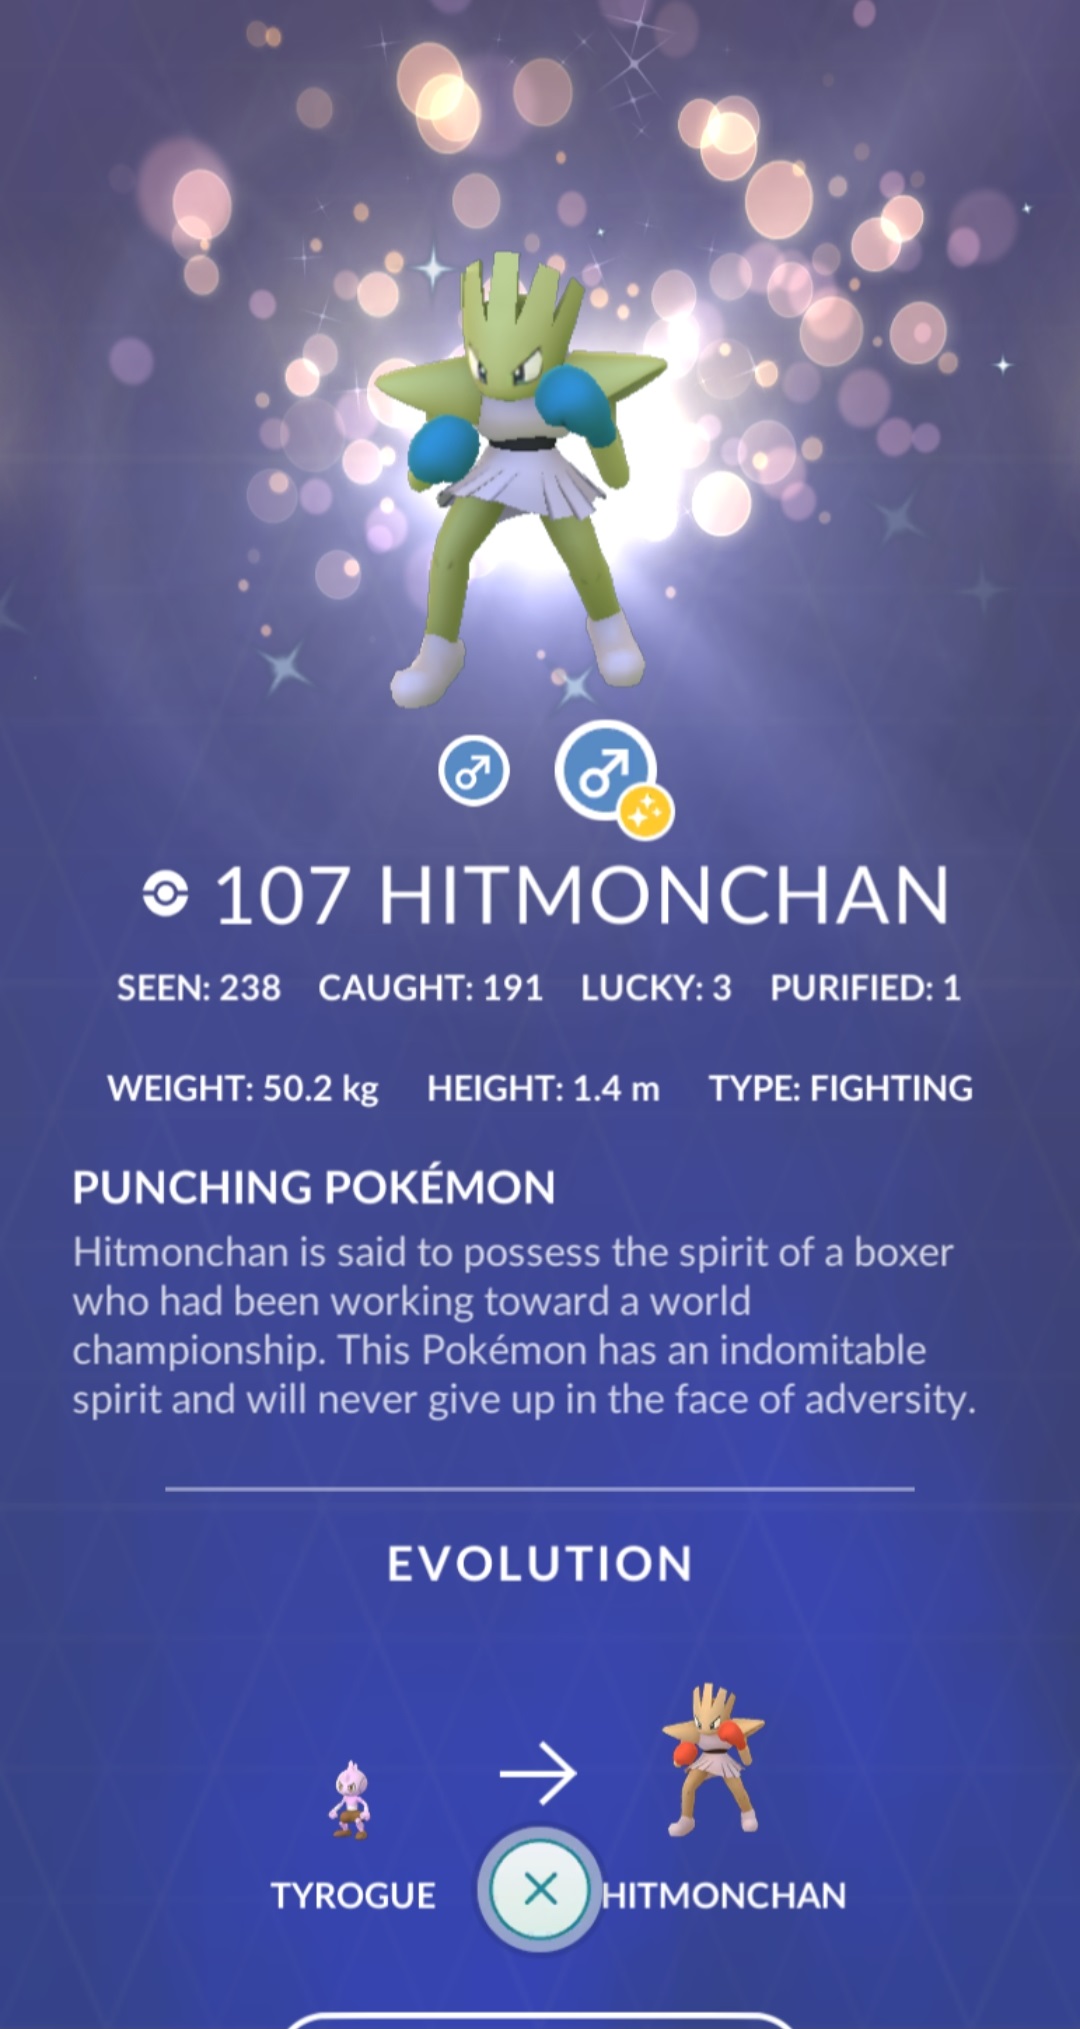 107 HITMONCHAN
SEEN: 238 CAUGHT: 191 LUCKY: 3 PURIFIED: 1
WEIGHT: 50.2 kg HEIGHT: 1.4 m TYPE: FIGHTING
PUNCHING POKÉMON
Hitmonchan is said to possess the spirit of a boxer
who had been working toward a world
championship. This Pokémon has an indomitable
spirit and will never give up in the face of adversity.
EVOLUTION
TYROGUE HITMONCHAN